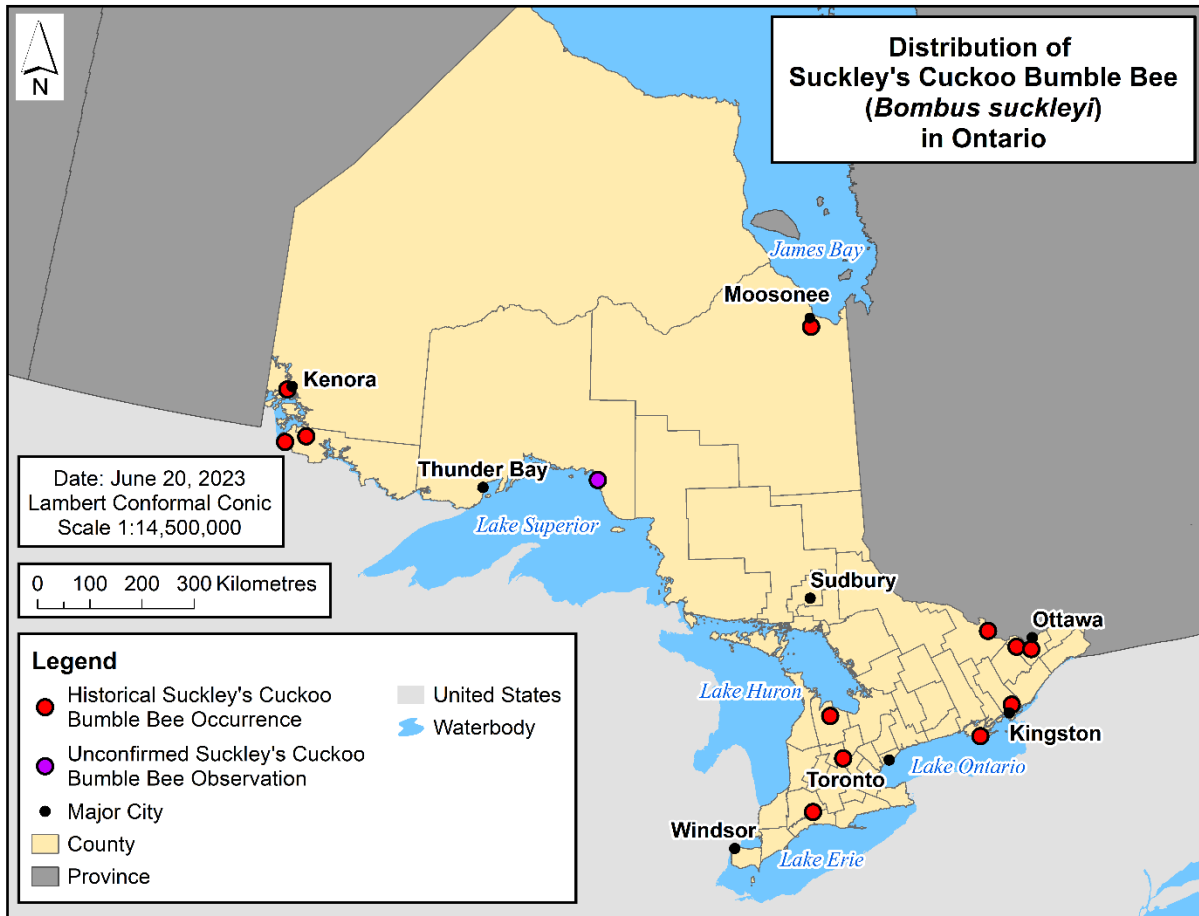 N
Distribution of
Suckley's Cuckoo Bumble Bee
(Bombus suckleyi)
in Ontario
James Bay
Moosonee
Kenora
Thunder Bay
Lake Superior
Date: June 20, 2023
Lambert Conformal Conic
Scale 1:14,500,000
0 100 200 300 Kilometres
Sudbury
Ottawa
Lake Huron
Kingston
Lake Ontario
Toronto
Windsor
Lake Erie
Legend
Historical Suckley's Cuckoo
Bumble Bee Occurrence
Unconfirmed Suckley's Cuckoo
Bumble Bee Observation
Major City
County
Province
United States
Waterbody